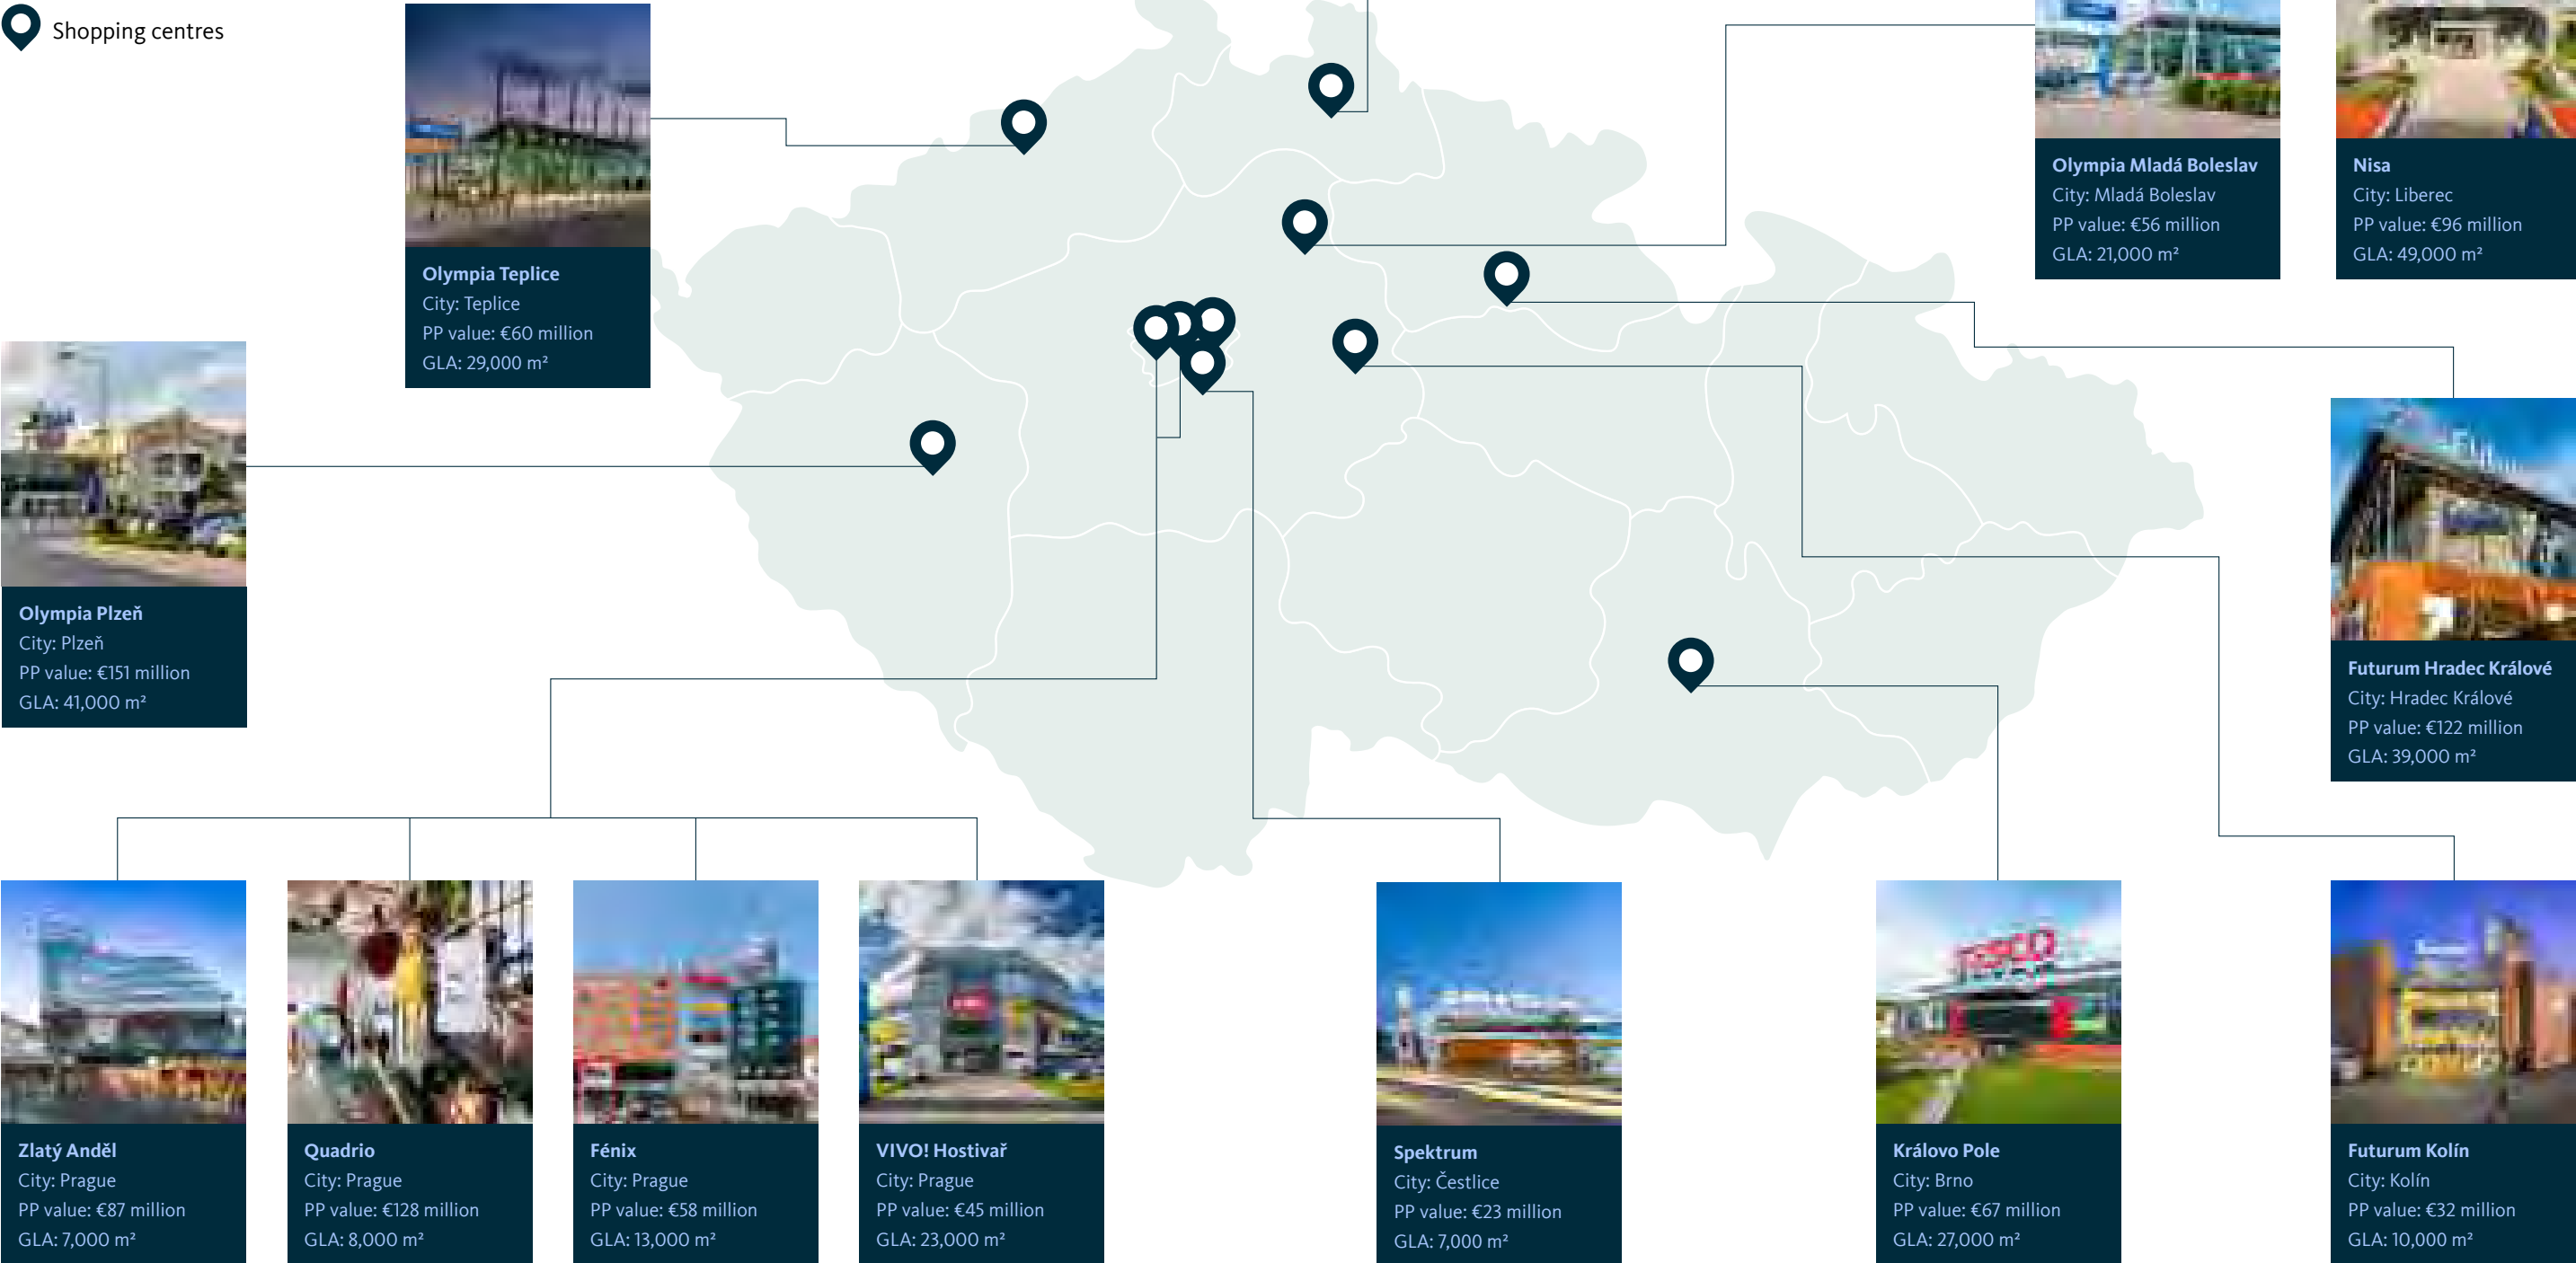 Shopping centres
Olympia Mladá Boleslav
City: Mladá Boleslav
PP value: €56 million
GLA: 21,000 m²
Nisa
City: Liberec
PP value: €96 million
GLA: 49,000 m²
Olympia Teplice
City: Teplice
PP value: €60 million
GLA: 29,000 m²
Olympia Plzeň
City: Plzeň
PP value: €151 million
GLA: 41,000 m²
Futurum Hradec Králové
City: Hradec Králové
PP value: €122 million
GLA: 39,000 m²
Zlatý Anděl
City: Prague
PP value: €87 million
GLA: 7,000 m²
Quadrio
City: Prague
PP value: €128 million
GLA: 8,000 m²
Fénix
City: Prague
PP value: €58 million
GLA: 13,000 m²
VIVO! Hostivař
City: Prague
PP value: €45 million
GLA: 23,000 m²
Spektrum
City: Čestlice
PP value: €23 million
GLA: 7,000 m²
Královo Pole
City: Brno
PP value: €67 million
GLA: 27,000 m²
Futurum Kolín
City: Kolín
PP value: €32 million
GLA: 10,000 m²